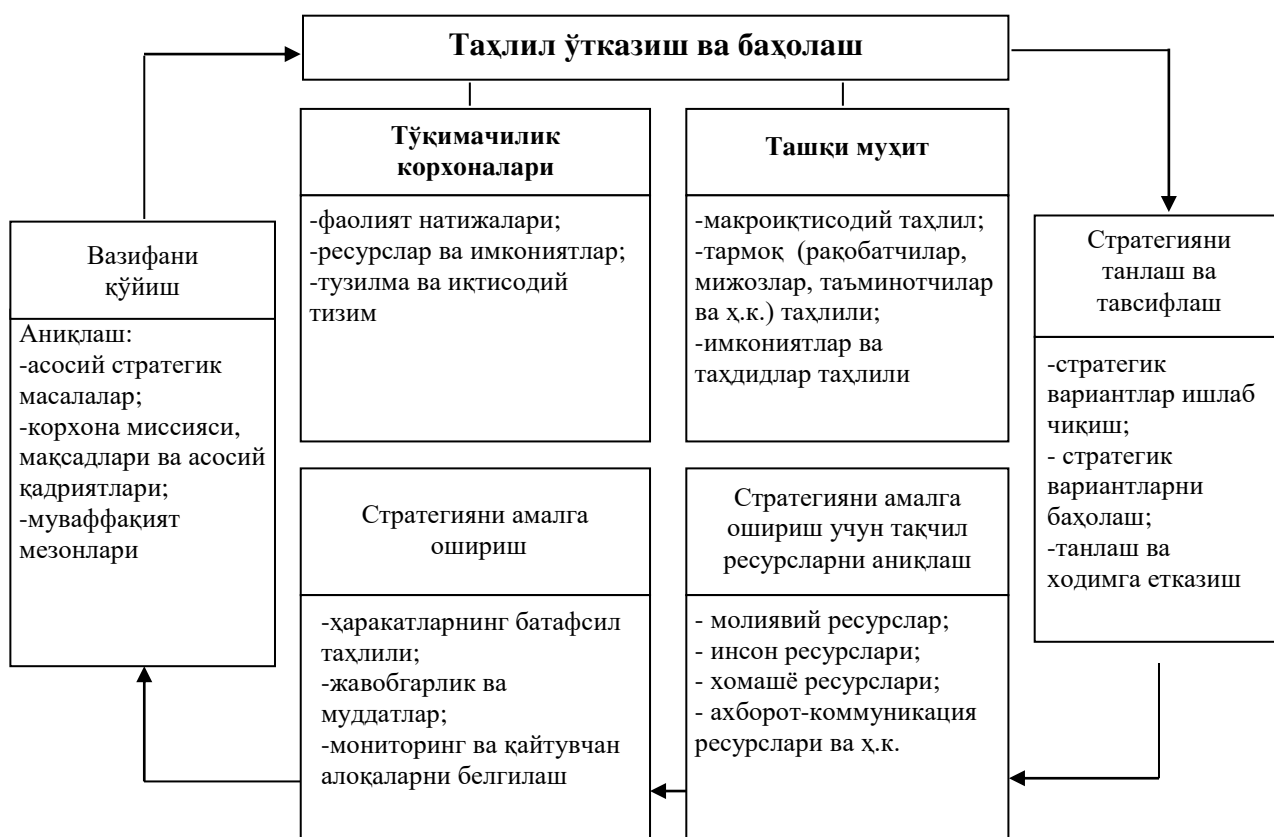 Таҳлил ўтказиш ва баҳолаш
Тўқимачилик
корхоналари
-фаолият натижалари;
-ресурслар ва имкониятлар;
-тузилма ва иқтисодий
тизим
Ташқи муҳит
-макроиқтисодий таҳлил;
-тармоқ (рақобатчилар,
мижозлар, таъминотчилар
ва ҳ.к.) таҳлили;
-имкониятлар ва
таҳдидлар таҳлили
Вазифани
қўйиш
Аниқлаш:
-асосий стратегик
масалалар;
-корхона миссияси,
мақсадлари ва асосий
қадриятлари;
-муваффақият
мезонлари
Стратегияни
танлаш ва
тавсифлаш
-стратегик
вариантлар ишлаб
чиқиш;
- стратегик
вариантларни
баҳолаш;
-танлаш ва
ходимга етказиш
Стратегияни амалга
ошириш
-ҳаракатларнинг батафсил
таҳлили;
-жавобгарлик ва
муддатлар;
-мониторинг ва қайтувчан
алоқаларни белгилаш
Стратегияни амалга
ошириш учун тақчил
ресурсларни аниқлаш
- молиявий ресурслар;
- инсон ресурслари;
- хомашё ресурслари;
- ахборот-коммуникация
ресурслари ва ҳ.к.